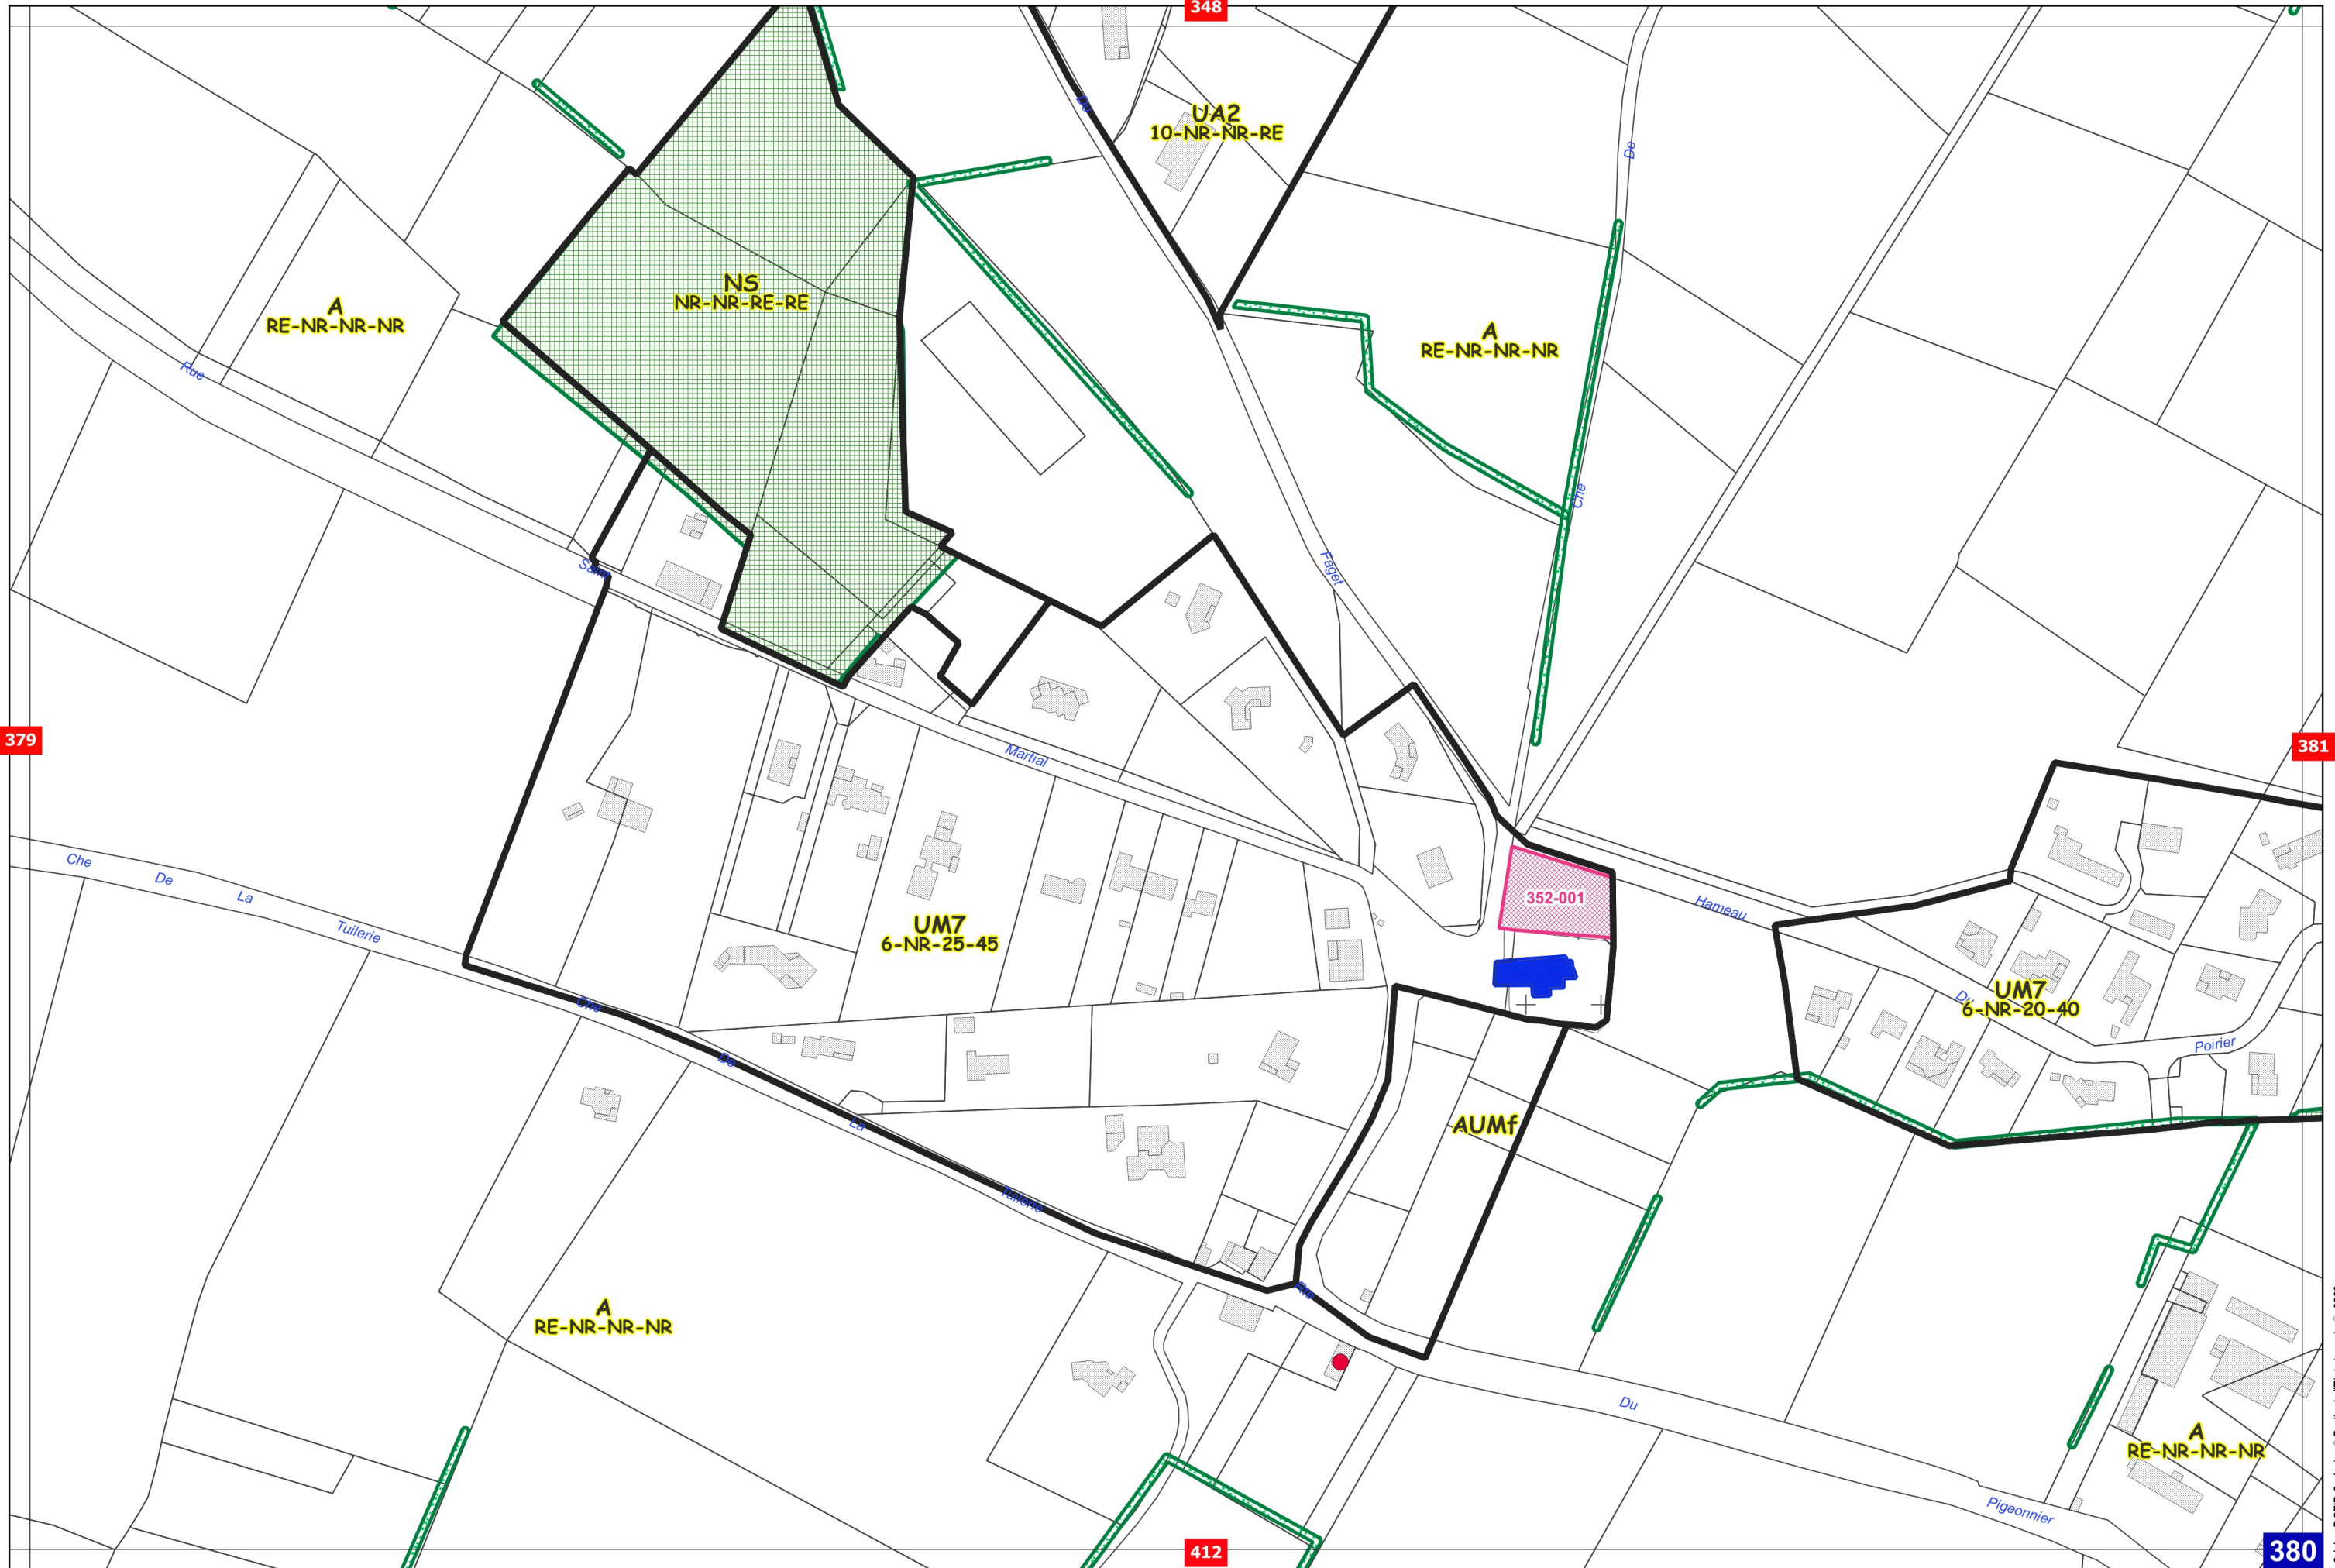 348
Du
UA2
10-NR-NR-RE
De
NS
NR-NR-RE-RE
A
RE-NR-NR-NR
A
RE-NR-NR-NR
Rue
Che
Saint
Faget
379
381
Martial
Che
De
La
Tuilerie
352-001
Hameau
UM7
6-NR-25-45
Du
UM7
6-NR-20-40
Che
De
Poirier
La
AUMf
Tuilerie
Rte
A
RE-NR-NR-NR
Du
A
RE-NR-NR-NR
Pigeonnier
412
380